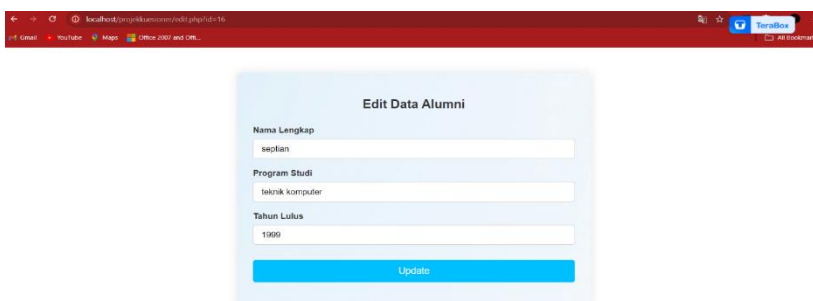 localhost/projekkuesioner/edit.php?id=16
TeraBox
Gmail YouTube Maps Office 2007 and Offi...
All Bookmar
Edit Data Alumni
Nama Lengkap
septian
Program Studi
teknik komputer
Tahun Lulus
1999
Update